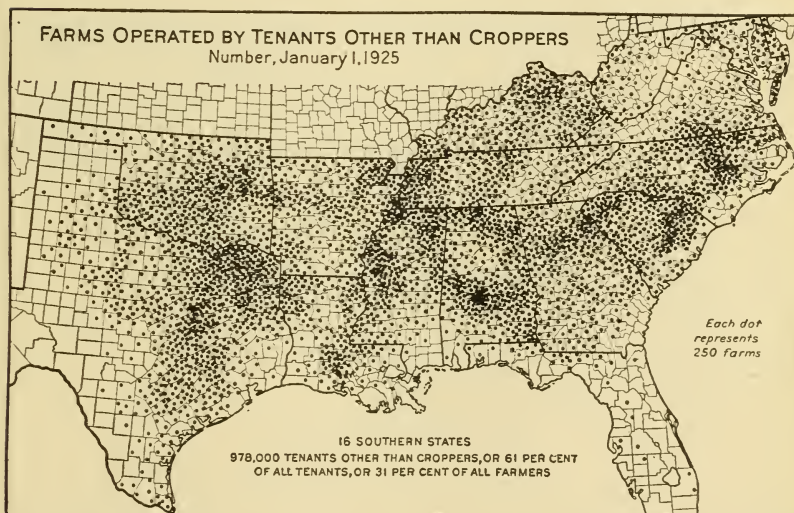 FARMS OPERATED BY TENANTS OTHER THAN CROPPERS
Number, January 1, 1925
Each dot
represents
250 farms
16 SOUTHERN STATES
978,000 TENANTS OTHER THAN CROPPERS, OR 61 PER CENT
OF ALL TENANTS, OR 31 PER CENT OF ALL FARMERS